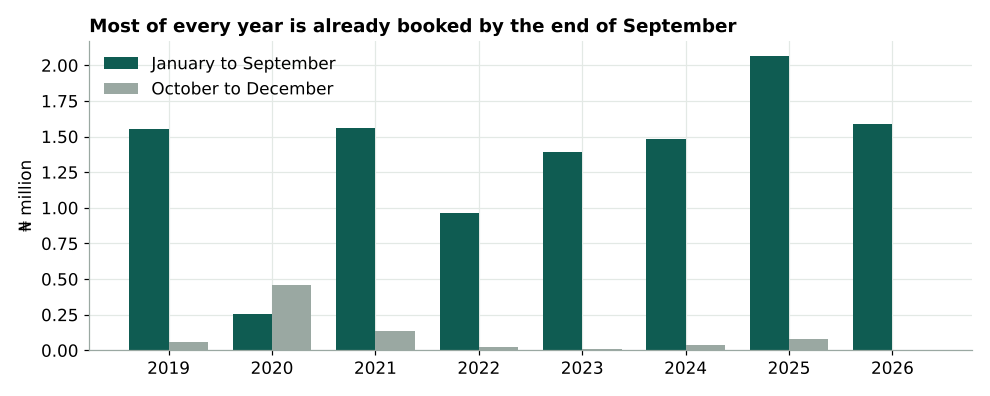 Most of every year is already booked by the end of September
January to September
October to December
₦ million
2.00
1.75
1.50
1.25
1.00
0.75
0.50
0.25
0.00
2019 2020 2021 2022 2023 2024 2025 2026